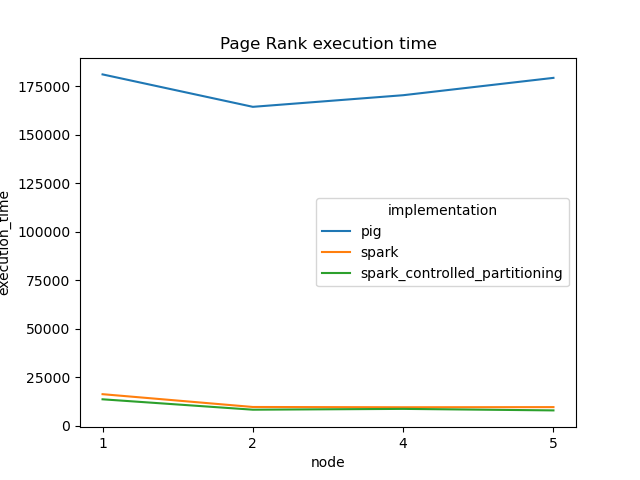 Page Rank execution time
175000
150000
125000
100000
75000
50000
25000
0
execution_time
implementation
pig
spark
spark_controlled_partitioning
1 2 4 5
node